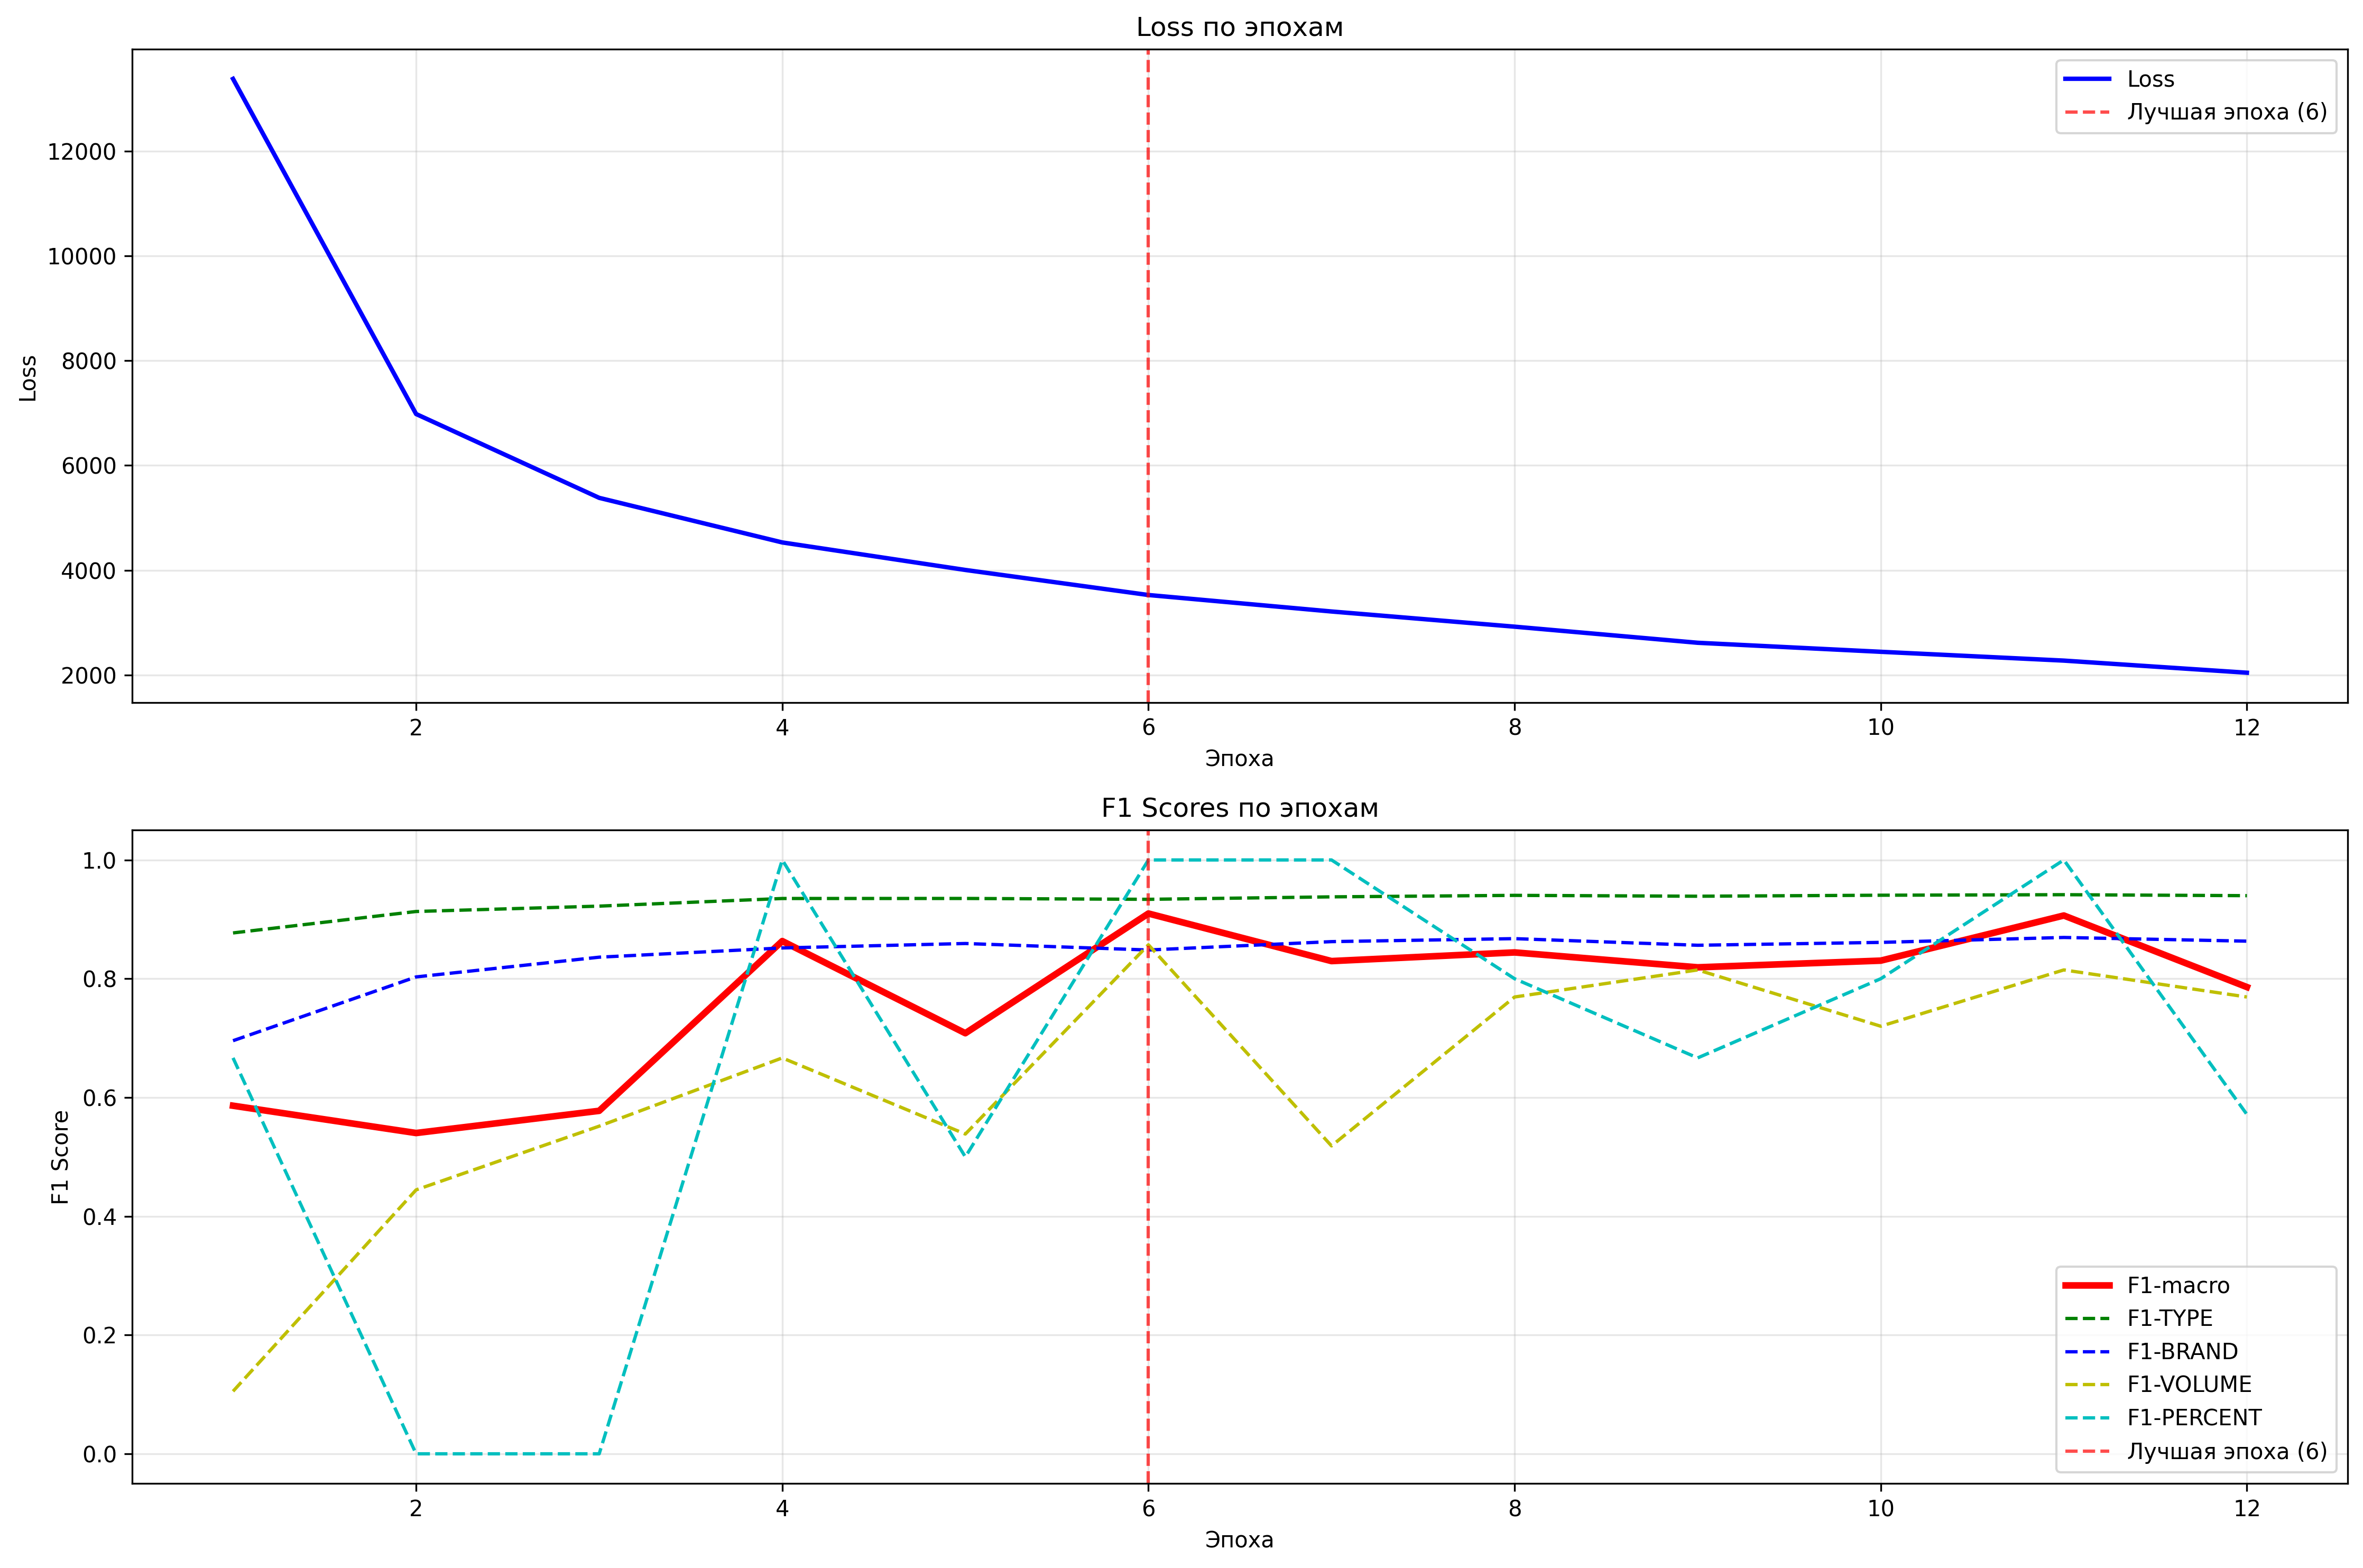 Loss по эпохам
Loss
Лучшая эпоха (6)
12000
10000
8000
6000
4000
2000
Loss
2
4
6
8
10
12
Эпоха
F1 Scores по эпохам
1.0
0.8
0.6
0.4
0.2
0.0
F1 Score
F1-macro
F1-TYPE
F1-BRAND
F1-VOLUME
F1-PERCENT
Лучшая эпоха (6)
2
4
6
8
10
12
Эпоха